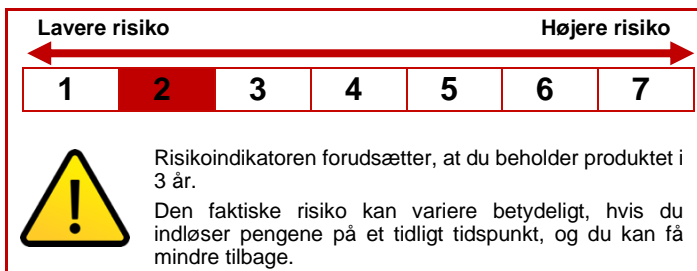 Lavere risiko Højere risiko
1 2 3 4 5 6 7
Risikoindikatoren forudsætter, at du beholder produktet i
3 år.
Den faktiske risiko kan variere betydeligt, hvis du
indløser pengene på et tidligt tidspunkt, og du kan få
mindre tilbage.